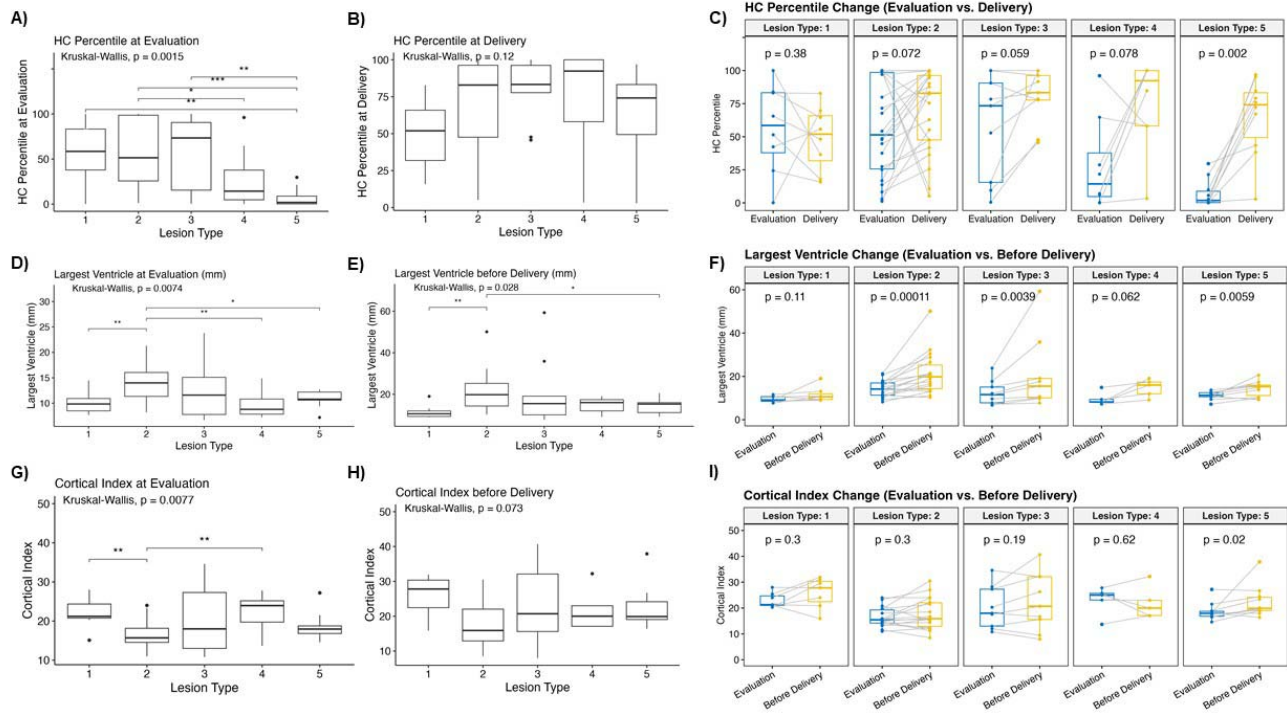 A)
HC Percentile at Evaluation
Kruskal-Wallis, p = 0.0015
**
***
*
**
HC Percentile at Evaluation
100
50
0
1 2 3 4 5
Lesion Type
B)
HC Percentile at Delivery
Kruskal-Wallis, p = 0.12
HC Percentile at Delivery
100
75
50
25
0
1 2 3 4 5
Lesion Type
C)
HC Percentile Change (Evaluation vs. Delivery)
Lesion Type: 1 Lesion Type: 2 Lesion Type: 3 Lesion Type: 4 Lesion Type: 5
p = 0.38 p = 0.072 p = 0.059 p = 0.078 p = 0.002
HC Percentile
100
75
50
25
0
Evaluation Delivery Evaluation Delivery Evaluation Delivery Evaluation Delivery Evaluation Delivery
D)
Largest Ventricle at Evaluation (mm)
Kruskal-Wallis, p = 0.0074
*
**
**
Largest Ventricle (mm)
30
25
20
15
10
5
1 2 3 4 5
Lesion Type
E)
Largest Ventricle before Delivery (mm)
Kruskal-Wallis, p = 0.028
*
**
Largest Ventricle (mm)
60
40
20
1 2 3 4 5
Lesion Type
F)
Largest Ventricle Change (Evaluation vs. Before Delivery)
Lesion Type: 1 Lesion Type: 2 Lesion Type: 3 Lesion Type: 4 Lesion Type: 5
p = 0.11 p = 0.00011 p = 0.0039 p = 0.062 p = 0.0059
Largest Ventricle (mm)
60
40
20
0
Evaluation Before Delivery Evaluation Before Delivery Evaluation Before Delivery Evaluation Before Delivery Evaluation Before Delivery
G)
Cortical Index at Evaluation
Kruskal-Wallis, p = 0.0077
**
**
Cortical Index
50
40
30
20
10
1 2 3 4 5
Lesion Type
H)
Cortical Index before Delivery
Kruskal-Wallis, p = 0.073
Cortical Index
50
40
30
20
10
1 2 3 4 5
Lesion Type
I)
Cortical Index Change (Evaluation vs. Before Delivery)
Lesion Type: 1 Lesion Type: 2 Lesion Type: 3 Lesion Type: 4 Lesion Type: 5
p = 0.3 p = 0.3 p = 0.19 p = 0.62 p = 0.02
Cortical Index
50
40
30
20
10
0
Evaluation Before Delivery Evaluation Before Delivery Evaluation Before Delivery Evaluation Before Delivery Evaluation Before Delivery